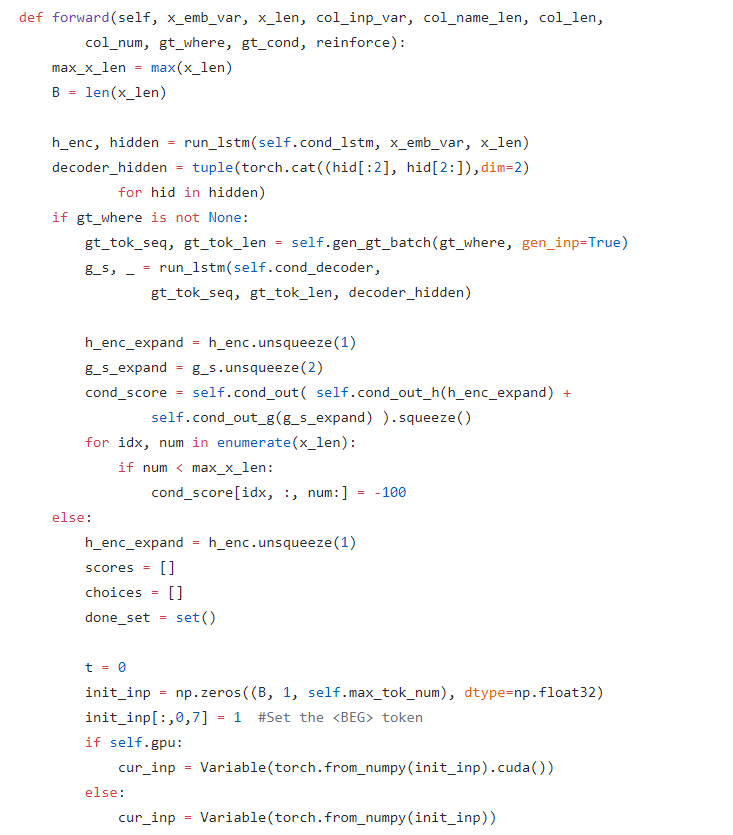 def forward(self, x_emb_var, x_len, col_inp_var, col_name_len, col_len,
        col_num, gt_where, gt_cond, reinforce):
    max_x_len = max(x_len)
    B = len(x_len)

    h_enc, hidden = run_lstm(self.cond_lstm, x_emb_var, x_len)
    decoder_hidden = tuple(torch.cat((hid[:2], hid[2:]),dim=2)
            for hid in hidden)
    if gt_where is not None:
        gt_tok_seq, gt_tok_len = self.gen_gt_batch(gt_where, gen_inp=True)
        g_s, _ = run_lstm(self.cond_decoder,
                gt_tok_seq, gt_tok_len, decoder_hidden)

        h_enc_expand = h_enc.unsqueeze(1)
        g_s_expand = g_s.unsqueeze(2)
        cond_score = self.cond_out( self.cond_out_h(h_enc_expand) +
                self.cond_out_g(g_s_expand) ).squeeze()
        for idx, num in enumerate(x_len):
            if num < max_x_len:
                cond_score[idx, :, num:] = -100
    else:
        h_enc_expand = h_enc.unsqueeze(1)
        scores = []
        choices = []
        done_set = set()

        t = 0
        init_inp = np.zeros((B, 1, self.max_tok_num), dtype=np.float32)
        init_inp[:,0,7] = 1  #Set the <BEG> token
        if self.gpu:
            cur_inp = Variable(torch.from_numpy(init_inp).cuda())
        else:
            cur_inp = Variable(torch.from_numpy(init_inp))